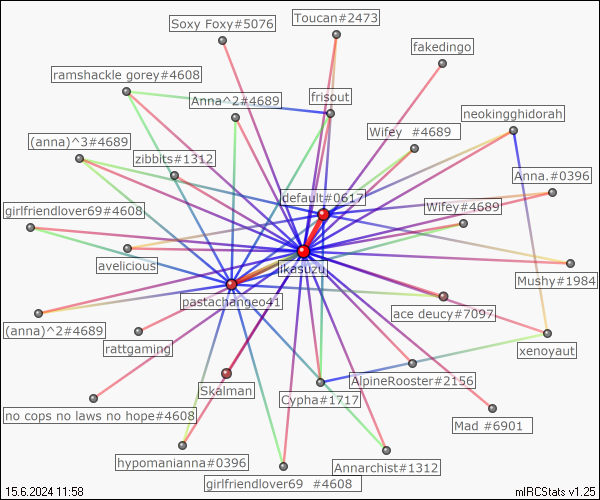 Toucan#2473
Soxy Foxy#5076
fakedingo
ramshackle gorey#4608
Anna^2#4689
frisout
neokingghidorah
Wifey  #4689
(anna)^3#4689
zibbits#1312
Anna.#0396
default#0617
girlfriendlover69#4608
Wifey#4689
avelicious
likasuzu
Mushy#1984
pastachangeo41
ace deucy#7097
(anna)^2#4689
rattgaming
xenoyaut
AlpineRooster#2156
Skalman
Cypha#1717
no cops no laws no hope#4608
Mad #6901
hypomanianna#0396
Annarchist#1312
girlfriendlover69  #4608
15.6.2024 11:58
mIRCStats v1.25